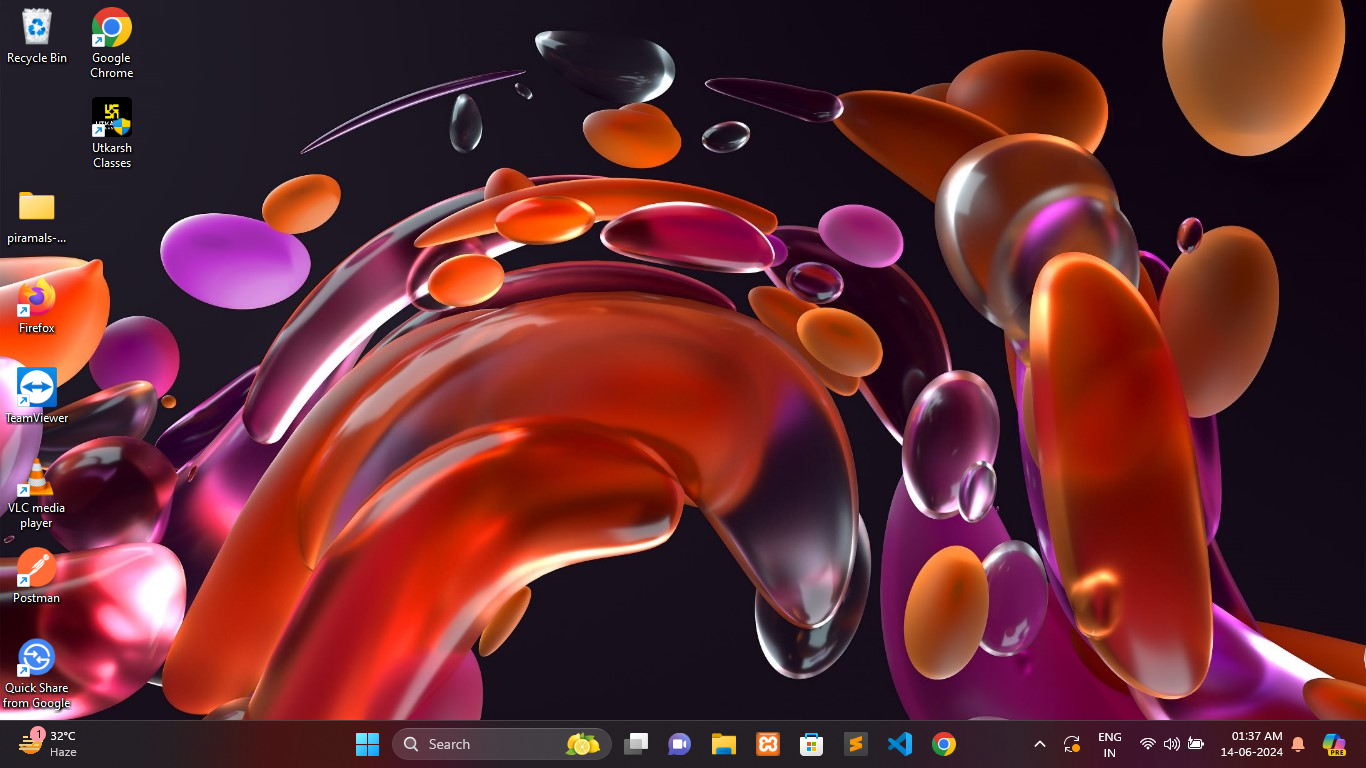 Recycle Bin
Google
Chrome
Utkarsh
Classes
piramals-...
Firefox
TeamViewer
VLC media
player
Postman
Quick Share
from Google
1
32°C
Haze
Search
ENG
IN
01:37 AM
14-06-2024
PRE